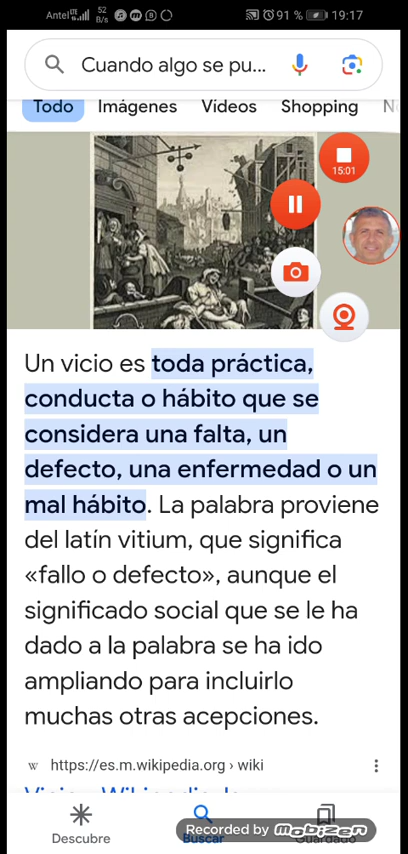 Antel 52 B/s 91 % 19:17
Cuando algo se pu...
Todo Imágenes Videos Shopping N
15:01
Un vicio es toda práctica,
conducta o hábito que se
considera una falta, un
defecto, una enfermedad o un
mal hábito. La palabra proviene
del latín vitium, que significa
«fallo o defecto», aunque el
significado social que se le ha
dado a la palabra se ha ido
ampliando para incluirlo
muchas otras acepciones.
W https://es.m.wikipedia.org › wiki
Descubre Buscar Guardado
Recorded by MOBIZEN